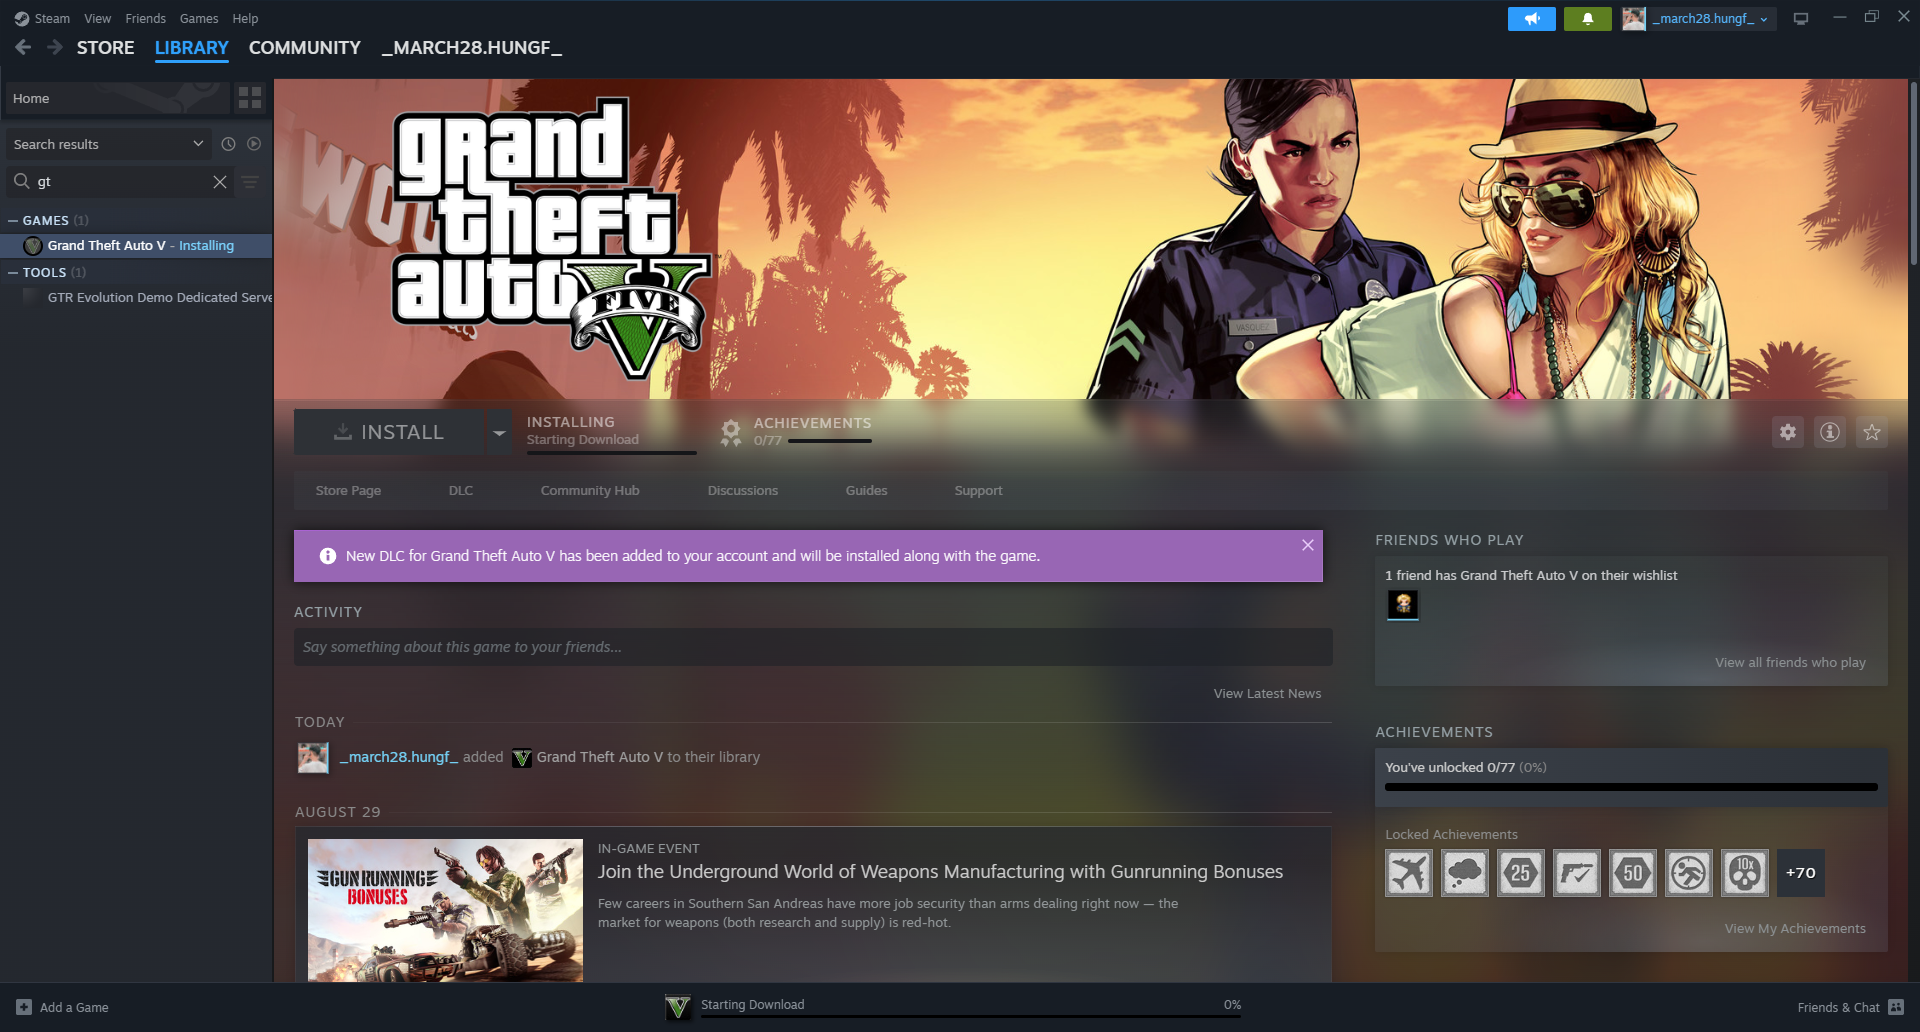 Steam View Friends Games Help
_march28.hungf_
STORE LIBRARY COMMUNITY _MARCH28.HUNGF_
Home
Search results
gt
GAMES (1)
Grand Theft Auto V - Installing
TOOLS (1)
GTR Evolution Demo Dedicated Serve
grand
theft
auto
FIVE
V
VASQUEZ
INSTALL
INSTALLING
Starting Download
ACHIEVEMENTS
0/77
Store Page DLC Community Hub Discussions Guides Support
New DLC for Grand Theft Auto V has been added to your account and will be installed along with the game.
ACTIVITY
Say something about this game to your friends...
View Latest News
TODAY
_march28.hungf_ added Grand Theft Auto V to their library
AUGUST 29
GUNRUNNING
BONUSES
IN-GAME EVENT
Join the Underground World of Weapons Manufacturing with Gunrunning Bonuses
Few careers in Southern San Andreas have more job security than arms dealing right now — the
market for weapons (both research and supply) is red-hot.
FRIENDS WHO PLAY
1 friend has Grand Theft Auto V on their wishlist
View all friends who play
ACHIEVEMENTS
You've unlocked 0/77 (0%)
Locked Achievements
25
50
10x
+70
View My Achievements
Add a Game
Starting Download 0%
Friends & Chat